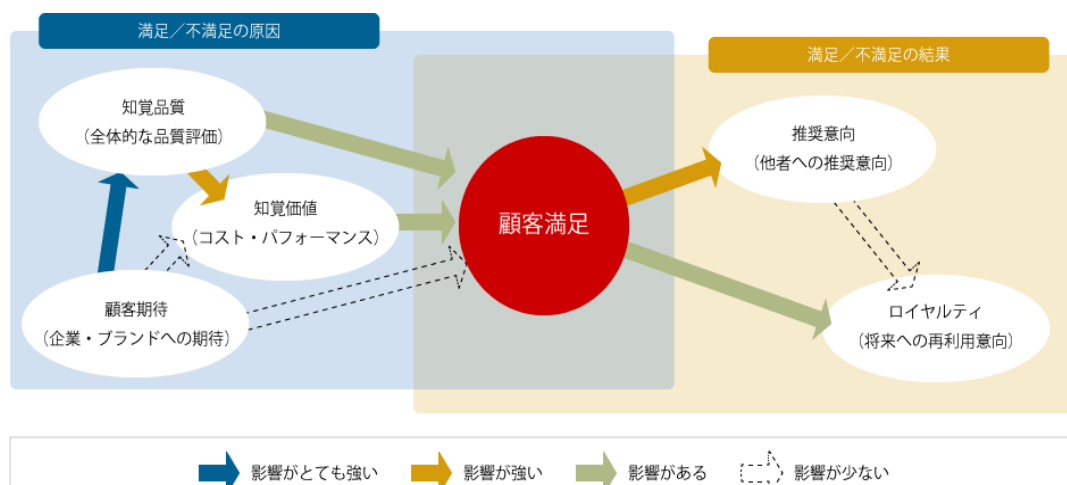 満足／不満足の原因
満足／不満足の結果
知覚品質
（全体的な品質評価）
推奨意向
（他者への推奨意向）
知覚価値
（コスト・パフォーマンス）
顧客満足
顧客期待
（企業・ブランドへの期待）
ロイヤルティ
（将来への再利用意向）
影響がとても強い
影響が強い
影響がある
影響が少ない